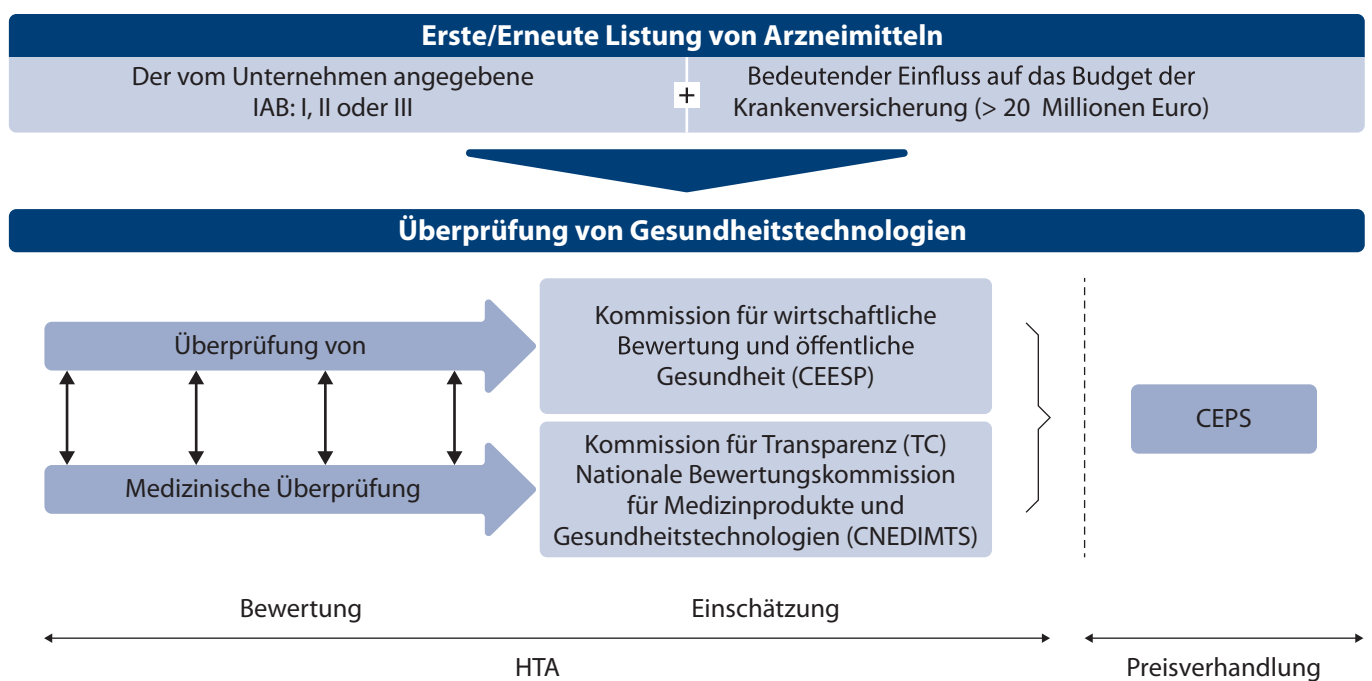 Erste/Erneute Listung von Arzneimitteln
Der vom Unternehmen angegebene
IAB: I, II oder III
+
Bedeutender Einfluss auf das Budget der
Krankenversicherung (> 20 Millionen Euro)
Überprüfung von Gesundheitstechnologien
Überprüfung von
Kommission für wirtschaftliche
Bewertung und öffentliche
Gesundheit (CEESP)
Medizinische Überprüfung
Kommission für Transparenz (TC)
Nationale Bewertungskommission
für Medizinprodukte und
Gesundheitstechnologien (CNEDIMTS)
CEPS
Bewertung
Einschätzung
HTA
Preisverhandlung